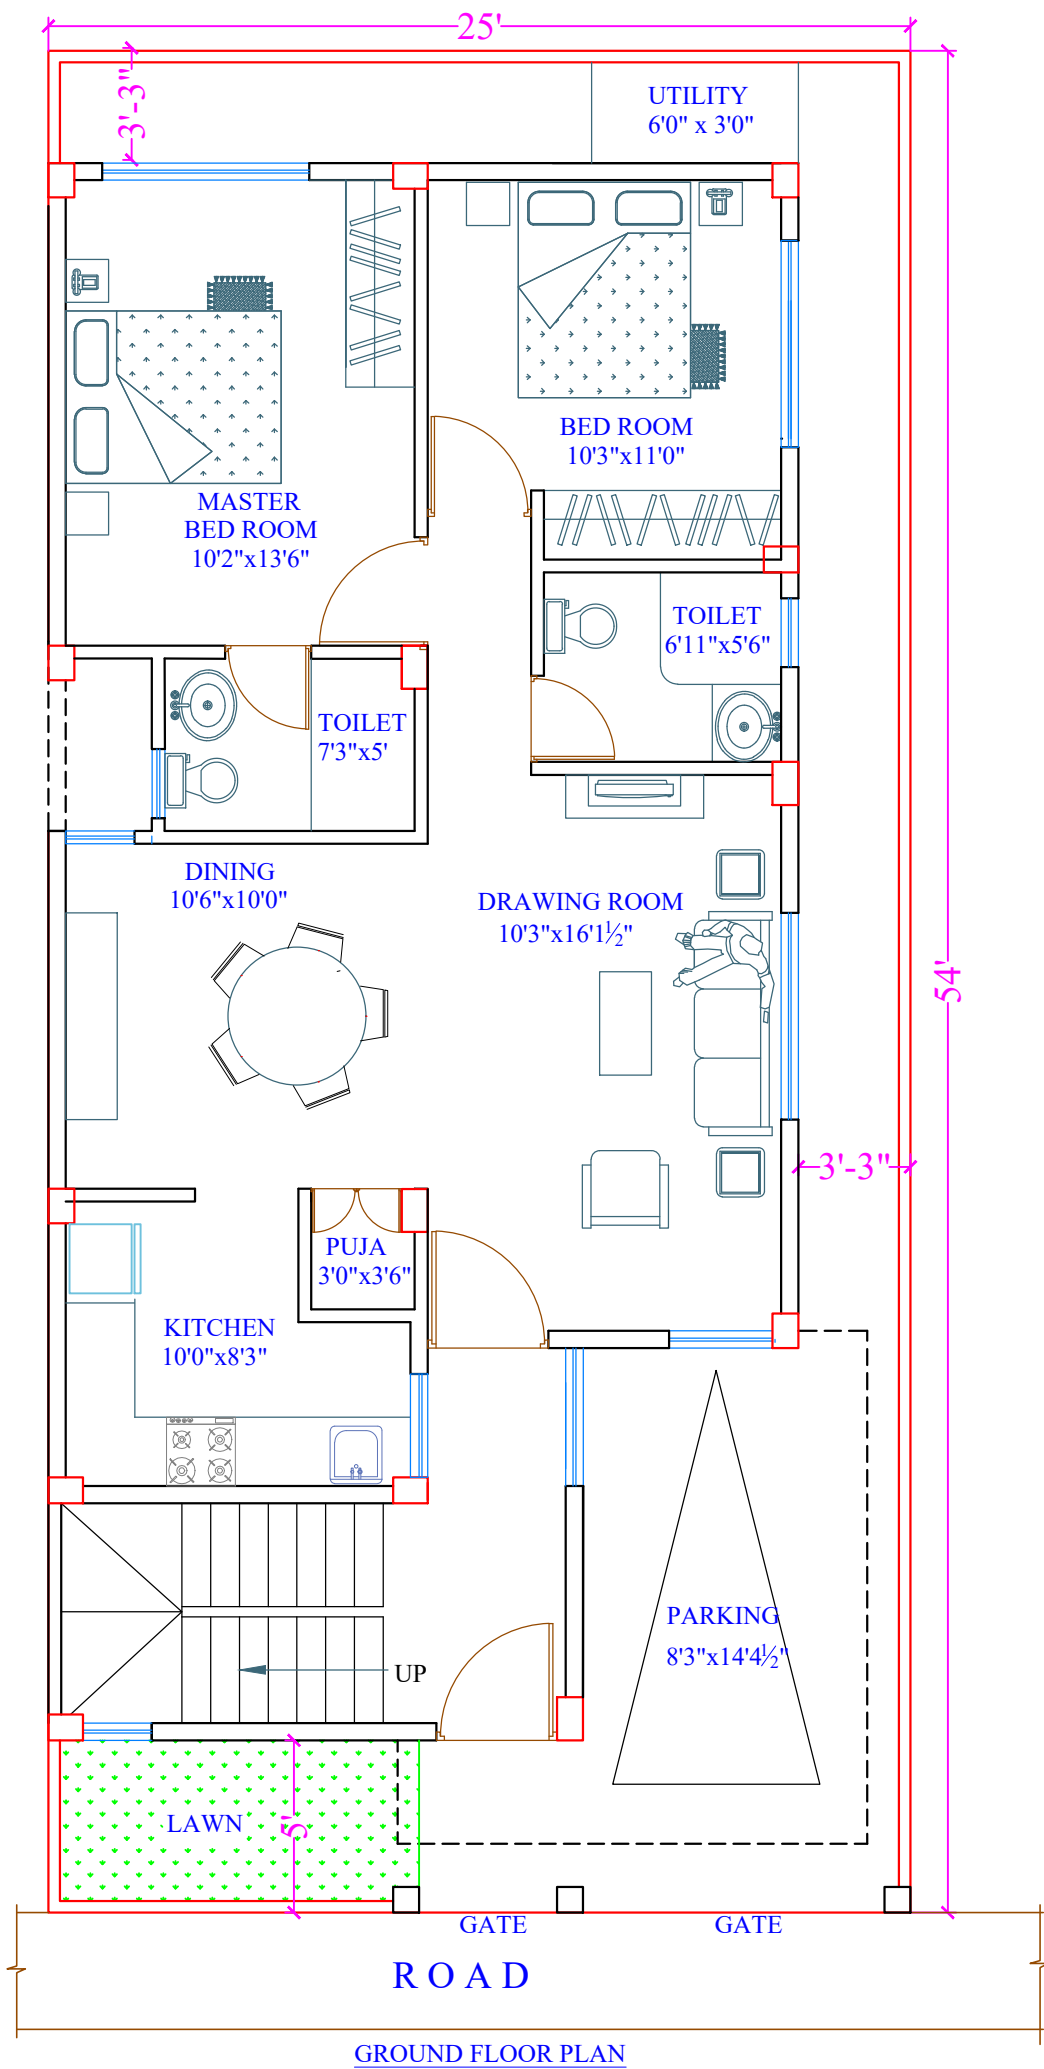 25'
3'-3"
UTILITY
6'0" x 3'0"
BED ROOM
10'3"x11'0"
MASTER
BED ROOM
10'2"x13'6"
TOILET
6'11"x5'6"
TOILET
7'3"x5'
DINING
10'6"x10'0"
DRAWING ROOM
10'3"x16'1½"
54'
3'-3"
PUJA
3'0"x3'6"
KITCHEN
10'0"x8'3"
PARKING
8'3"x14'4½"
UP
LAWN
5'
GATE
GATE
ROAD
GROUND FLOOR PLAN